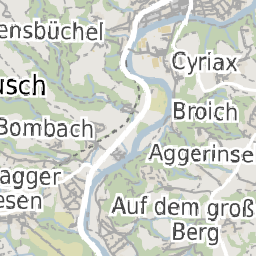 ensbüchel
Cyriax
usch
Broich
Bombach
Aggerinse
agger
esen
Auf dem groß
Berg